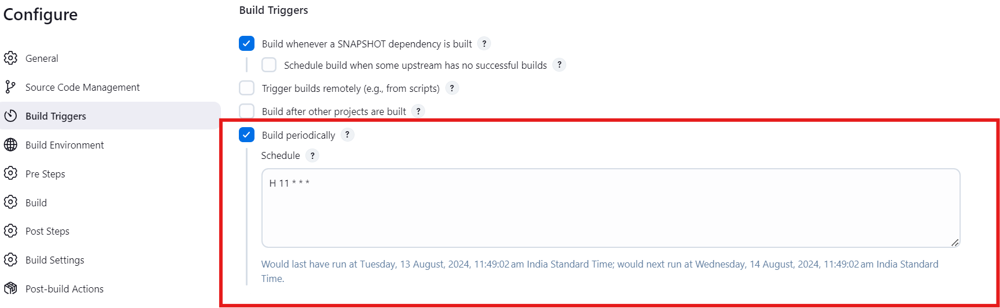 Configure
General
Source Code Management
Build Triggers
Build Environment
Pre Steps
Build
Post Steps
Build Settings
Post-build Actions
Build Triggers
Build whenever a SNAPSHOT dependency is built ?
Schedule build when some upstream has no successful builds ?
Trigger builds remotely (e.g., from scripts) ?
Build after other projects are built ?
Build periodically ?
Schedule ?
H 11 * * *
Would last have run at Tuesday, 13 August, 2024, 11:49:02 am India Standard Time; would next run at Wednesday, 14 August, 2024, 11:49:02 am India Standard
Time.